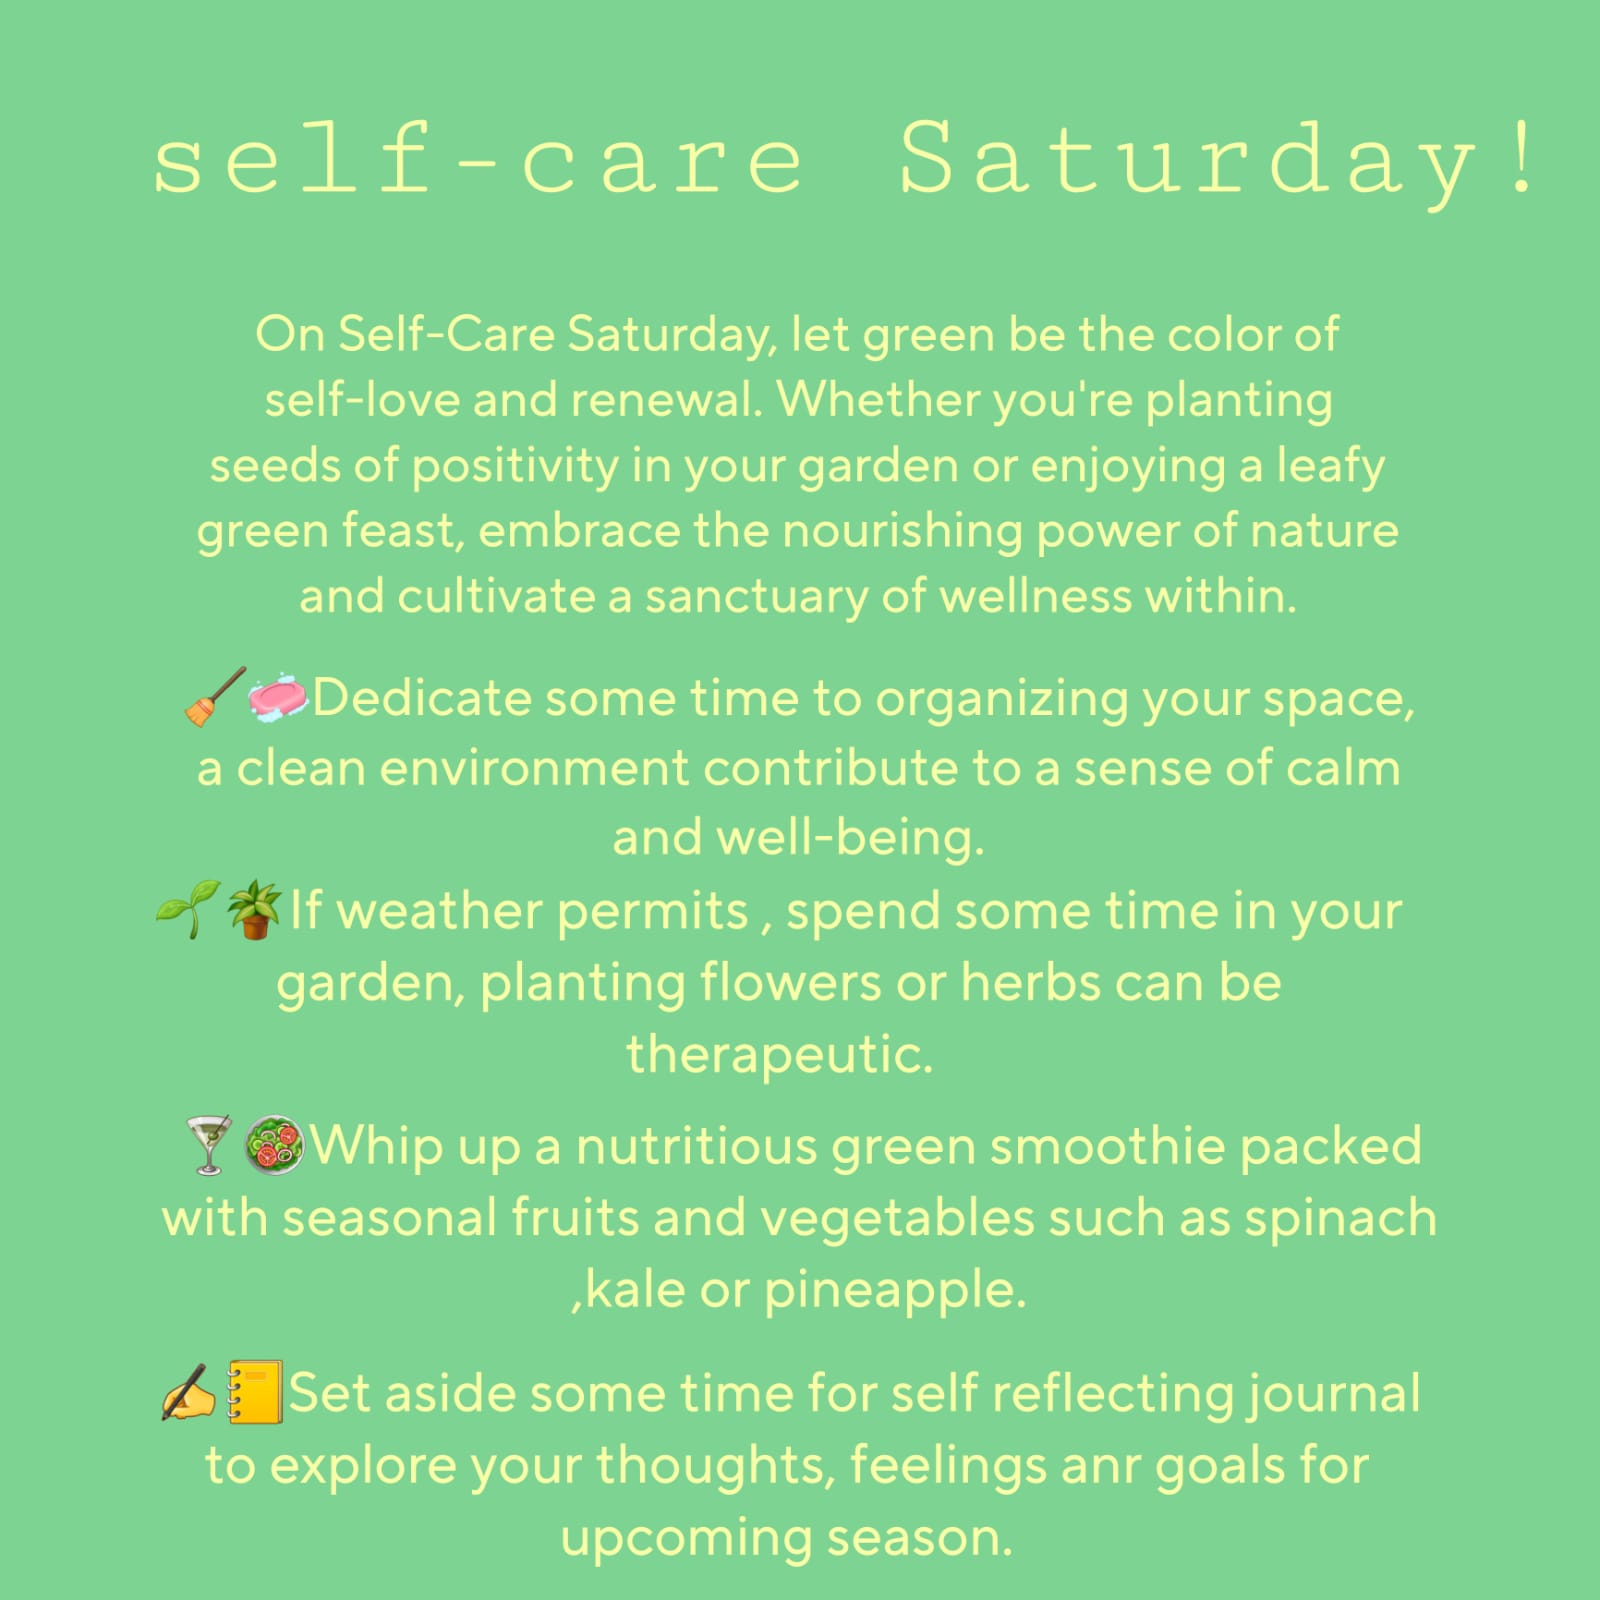 self-care Saturday!
On Self-Care Saturday, let green be the color of
self-love and renewal. Whether you're planting
seeds of positivity in your garden or enjoying a leafy
green feast, embrace the nourishing power of nature
and cultivate a sanctuary of wellness within.
🧹🧼Dedicate some time to organizing your space,
a clean environment contribute to a sense of calm
and well-being.
🌱🪴If weather permits , spend some time in your
garden, planting flowers or herbs can be
therapeutic.
🍸🥗Whip up a nutritious green smoothie packed
with seasonal fruits and vegetables such as spinach
,kale or pineapple.
✍️📒Set aside some time for self reflecting journal
to explore your thoughts, feelings anr goals for
upcoming season.